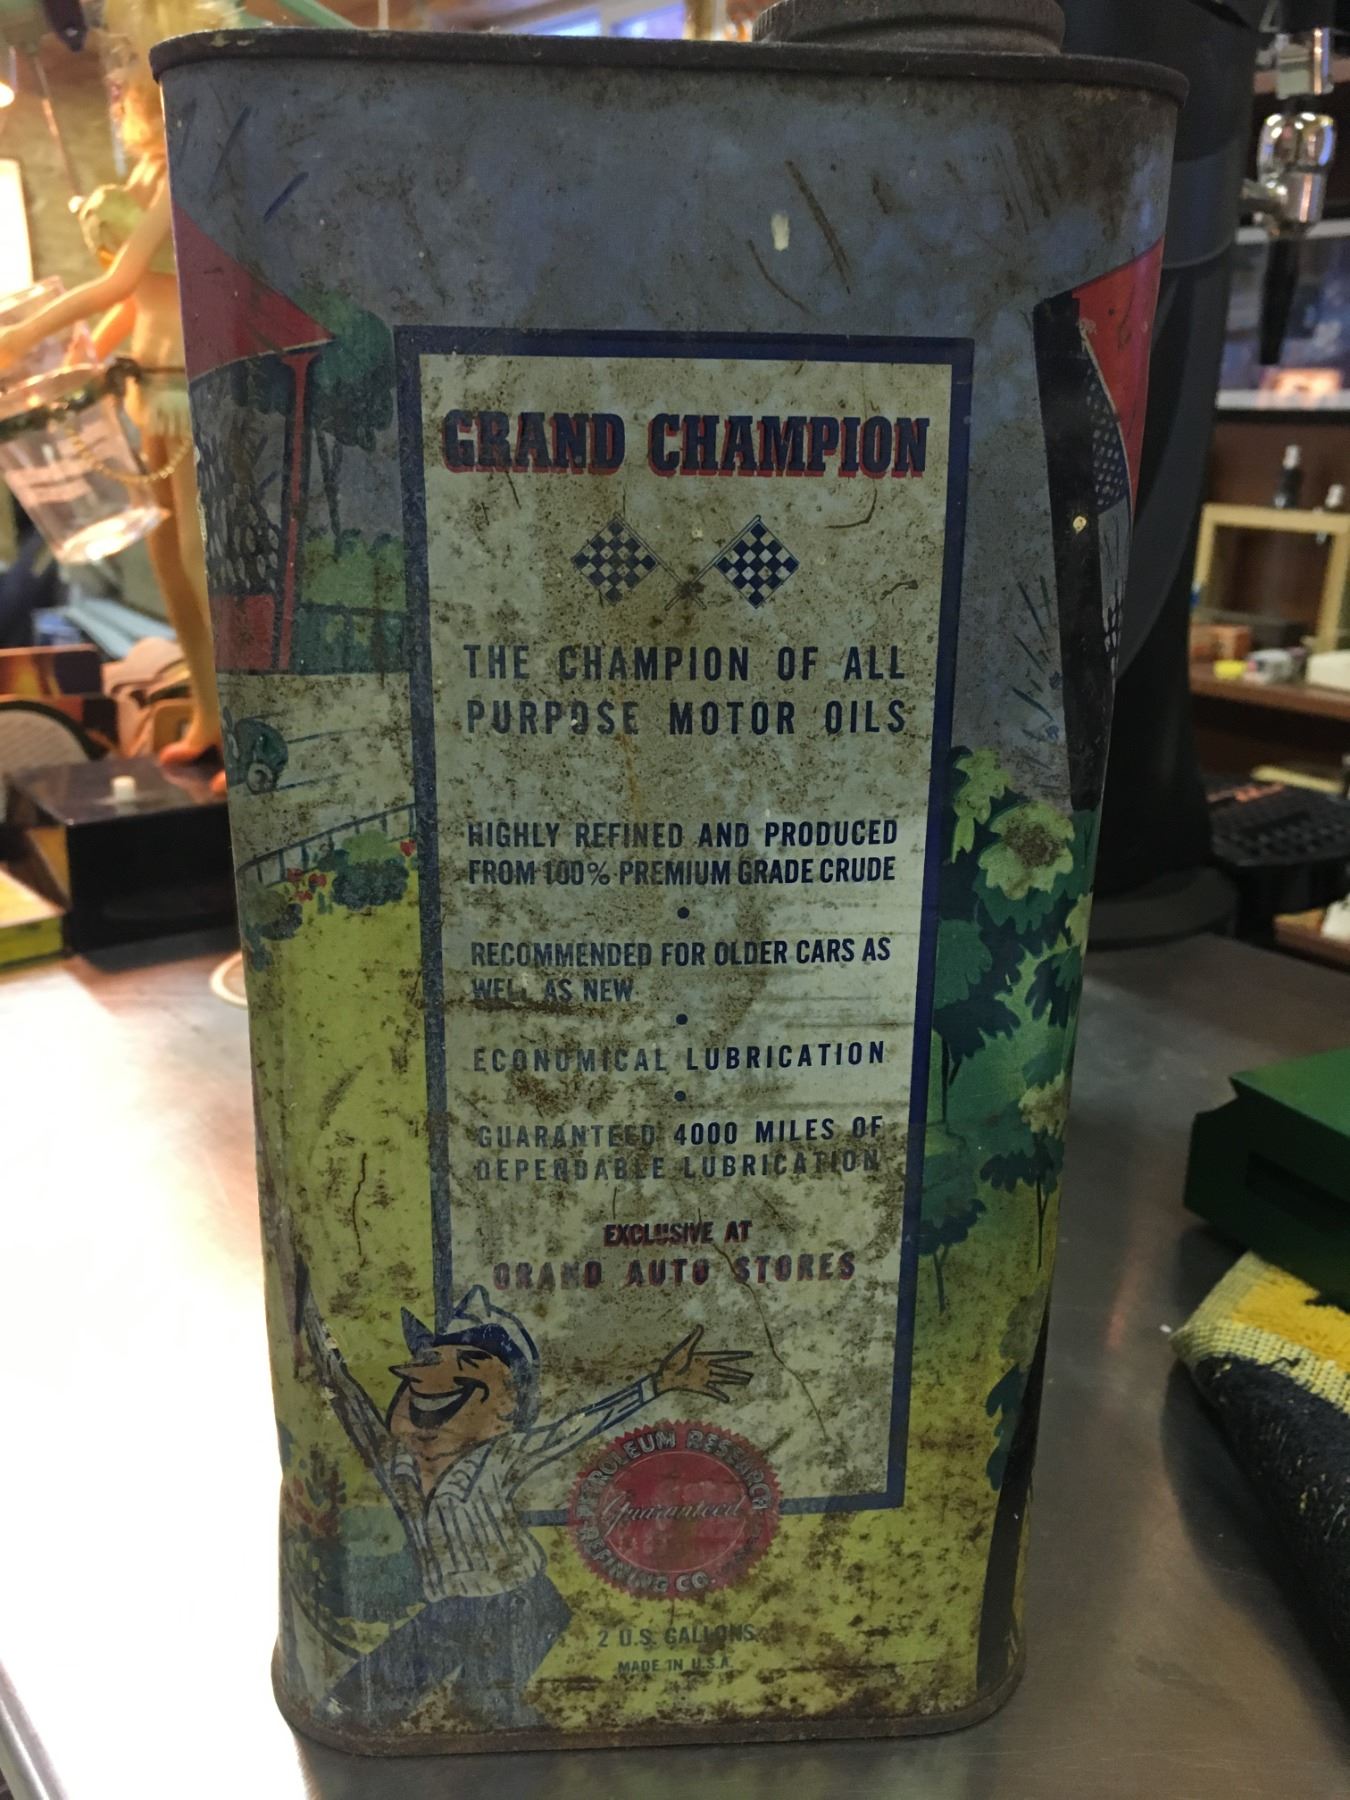 GRAND CHAMPION
THE CHAMPION OF ALL
PURPOSE MOTOR OILS
HIGHLY REFINED AND PRODUCED
FROM 100% PREMIUM GRADE CRUDE
•
RECOMMENDED FOR OLDER CARS AS
WELL AS NEW
•
ECONOMICAL LUBRICATION
•
GUARANTEED 4000 MILES OF
DEPENDABLE LUBRICATION
EXCLUSIVE AT
GRAND AUTO STORES
PETROLEUM RESEARCH
Guaranteed
REFINING CO.
2 U.S. GALLONS
MADE IN U.S.A.